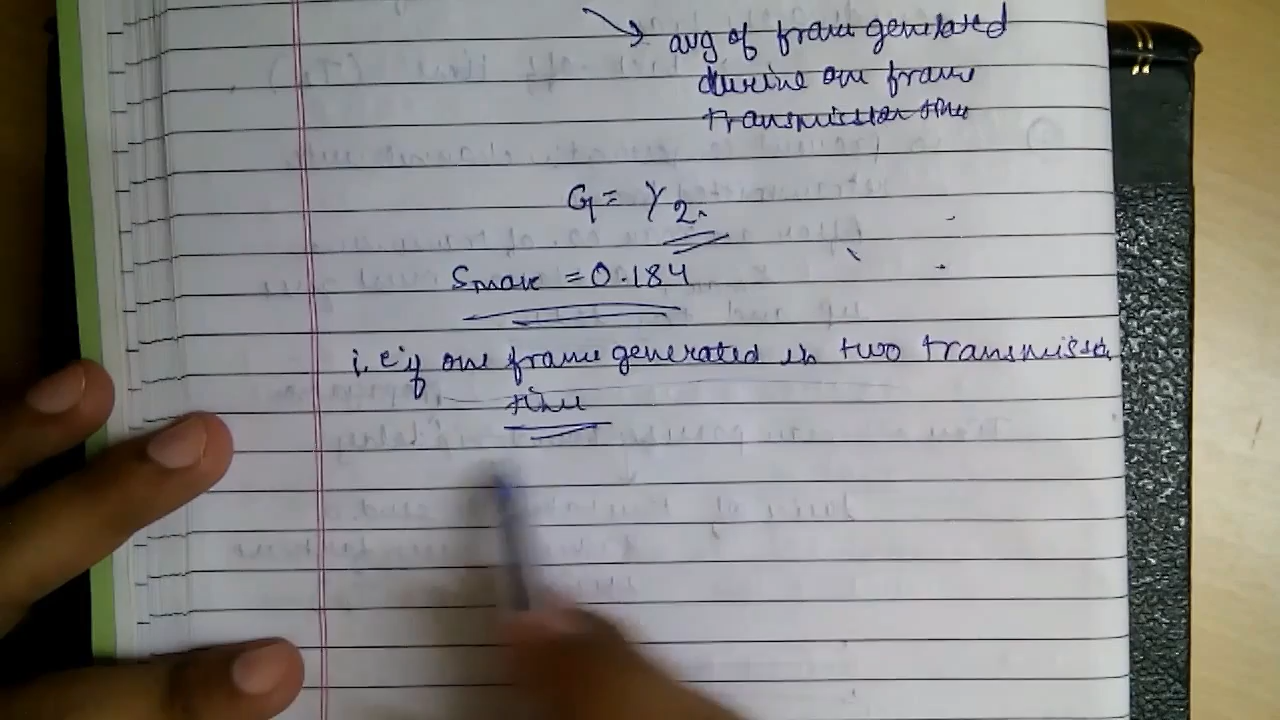 avg of frame generated
during one frame
transmission time
G = 1/2.
Smax = 0.184
i.e if one frame generated in two transmission
time